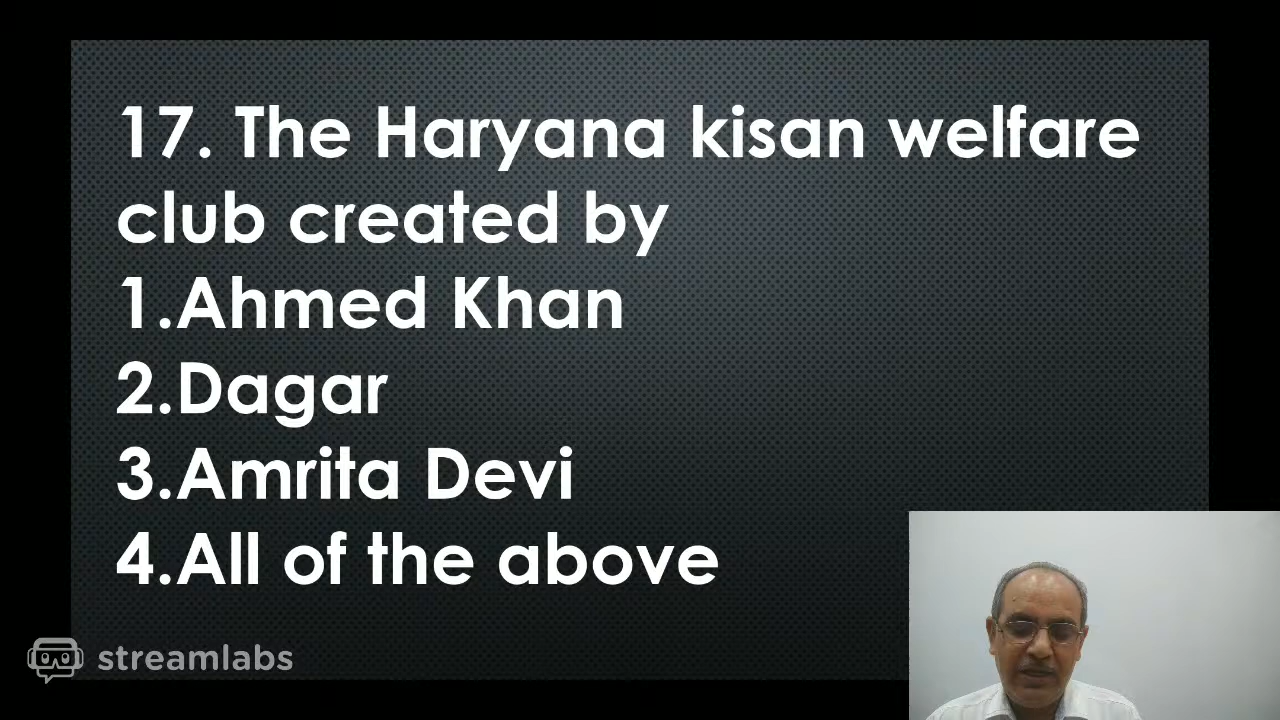 17. The Haryana kisan welfare
club created by
1.Ahmed Khan
2.Dagar
3.Amrita Devi
4.All of the above
streamlabs